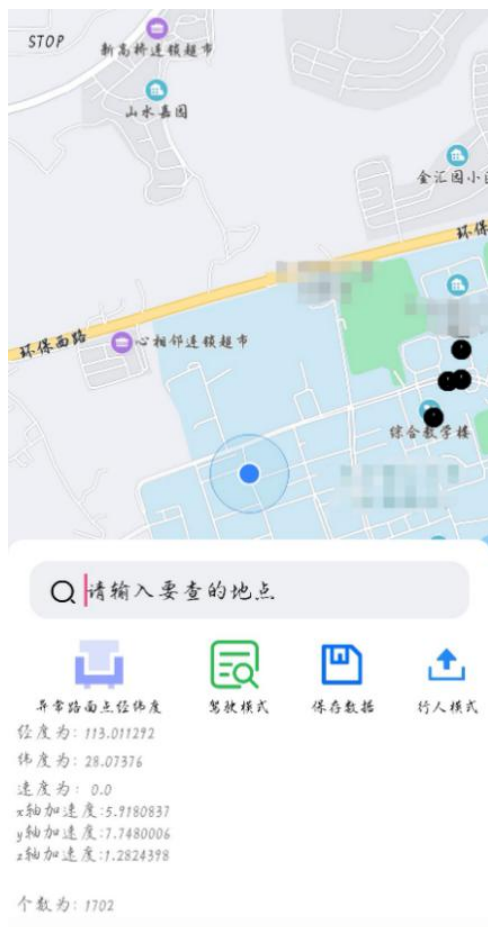 STOP
新高桥连锁超市
山水嘉园
金汇园小
环保
环保西路
心相邻连锁超市
综合教学楼
请输入要查的地点
异常路面点经纬度 驾驶模式 保存数据 行人模式
经度为: 113.011292
纬度为: 28.07376
速度为: 0.0
x轴加速度:5.9180837
y轴加速度:7.7480006
z轴加速度:1.2824398
个数为: 1702